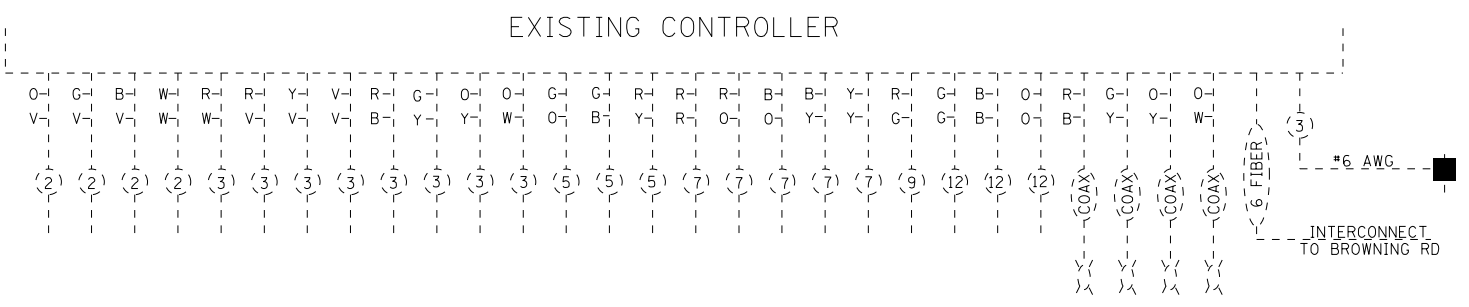 EXISTING CONTROLLER
O- G- B- W- R- R- Y- V- R- G- O- O- G- G- R- R- R- B- B- Y- R- G- B- O- R- G- O- O-
V- V- V- W- W- V- V- V- B- Y- Y- W- O- B- Y- R- O- O- Y- Y- G- G- B- O- B- Y- Y- W-
(3)
#6 AWG
(2) (2) (2) (2) (3) (3) (3) (3) (3) (3) (3) (3) (5) (5) (5) (7) (7) (7) (7) (7) (9) (12) (12) (12) COAX COAX COAX COAX 6 FIBER
INTERCONNECT
TO BROWNING RD